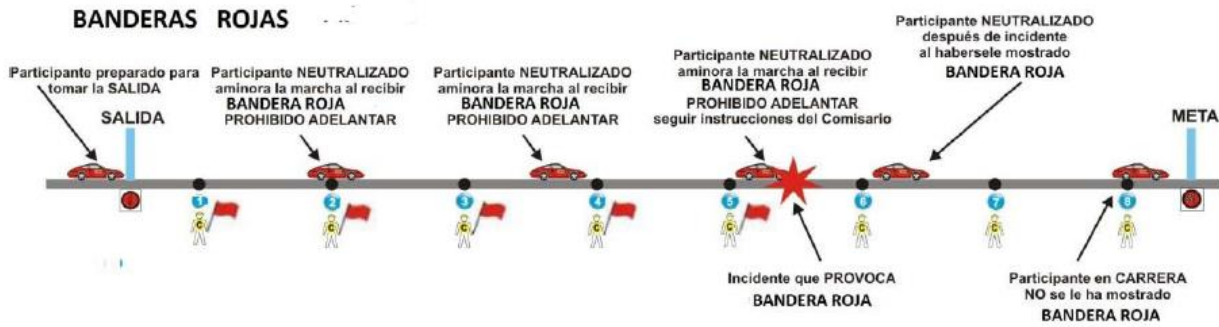 BANDERAS ROJAS
Participante preparado para
tomar la SALIDA
SALIDA
Participante NEUTRALIZADO
aminora la marcha al recibir
BANDERA ROJA
PROHIBIDO ADELANTAR
Participante NEUTRALIZADO
aminora la marcha al recibir
BANDERA ROJA
PROHIBIDO ADELANTAR
Participante NEUTRALIZADO
aminora la marcha al recibir
BANDERA ROJA
PROHIBIDO ADELANTAR
seguir instrucciones del Comisario
Participante NEUTRALIZADO
después de incidente
al habersele mostrado
BANDERA ROJA
META
1
2
3
4
5
6
7
8
C
C
C
C
C
C
C
C
Incidente que PROVOCA
BANDERA ROJA
Participante en CARRERA
NO se le ha mostrado
BANDERA ROJA